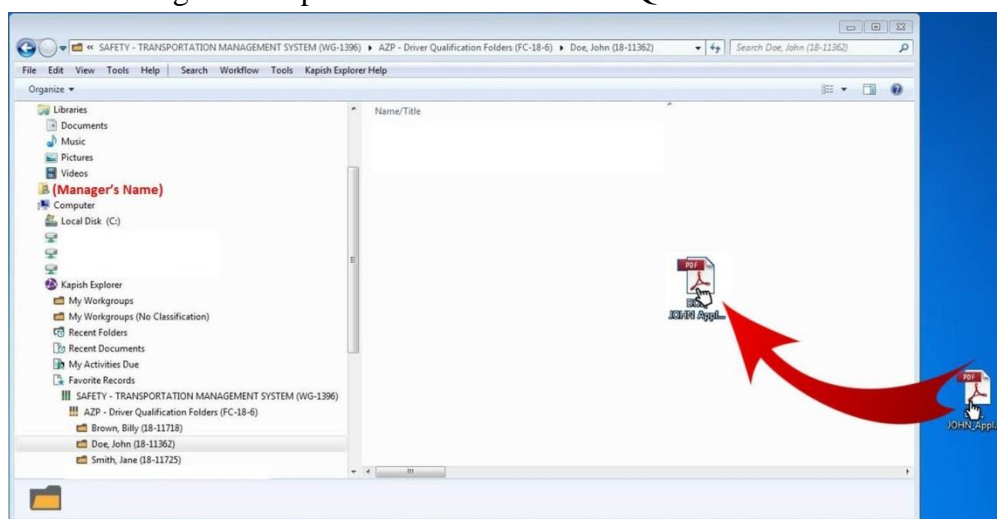 SAFETY - TRANSPORTATION MANAGEMENT SYSTEM (WG-1396) ▸ AZP - Driver Qualification Folders (FC-18-6) ▸ Doe, John (18-11362)
Search Doe, John (18-11362)
File Edit View Tools Help Search Workflow Tools Kapish Explorer Help
Organize
Libraries
Documents
Music
Pictures
Videos
(Manager's Name)
Computer
Local Disk (C:)
Kapish Explorer
My Workgroups
My Workgroups (No Classification)
Recent Folders
Recent Documents
My Activities Due
Favorite Records
SAFETY - TRANSPORTATION MANAGEMENT SYSTEM (WG-1396)
AZP - Driver Qualification Folders (FC-18-6)
Brown, Billy (18-11718)
Doe, John (18-11362)
Smith, Jane (18-11725)
Name/Title
PDF
JOHN Appl...
PDF
JOHN_Appl.